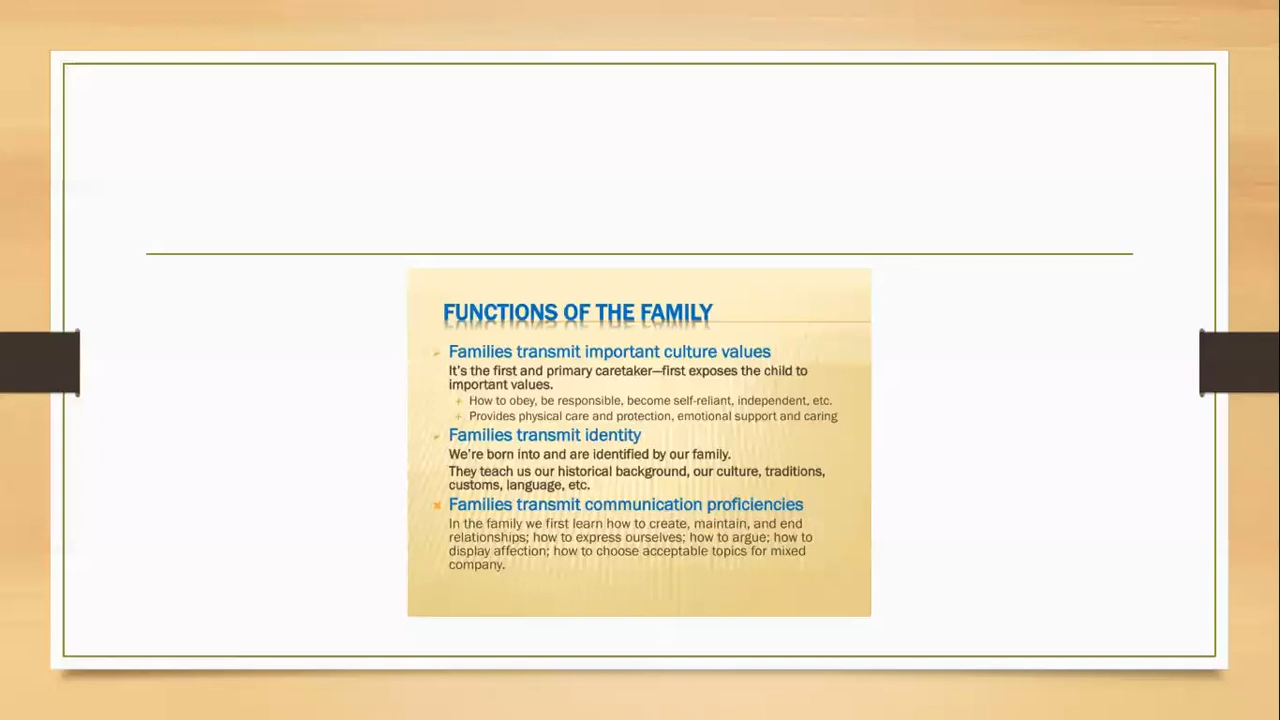 FUNCTIONS OF THE FAMILY
Families transmit important culture values
It's the first and primary caretaker—first exposes the child to
important values.
How to obey, be responsible, become self-reliant, independent, etc.
Provides physical care and protection, emotional support and caring
Families transmit identity
We're born into and are identified by our family.
They teach us our historical background, our culture, traditions,
customs, language, etc.
Families transmit communication proficiencies
In the family we first learn how to create, maintain, and end
relationships; how to express ourselves; how to argue; how to
display affection; how to choose acceptable topics for mixed
company.